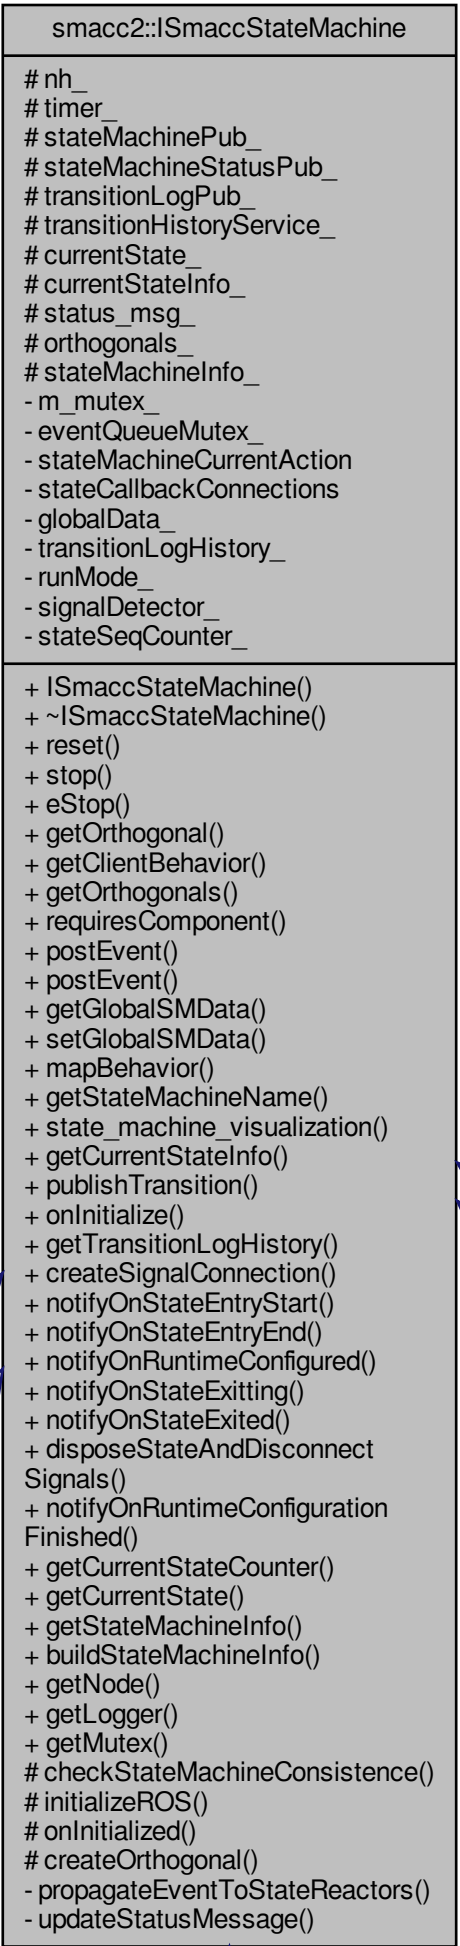 smacc2::ISmaccStateMachine
# nh_
# timer_
# stateMachinePub_
# stateMachineStatusPub_
# transitionLogPub_
# transitionHistoryService_
# currentState_
# currentStateInfo_
# status_msg_
# orthogonals_
# stateMachineInfo_
- m_mutex_
- eventQueueMutex_
- stateMachineCurrentAction
- stateCallbackConnections
- globalData_
- transitionLogHistory_
- runMode_
- signalDetector_
- stateSeqCounter_
+ ISmaccStateMachine()
+ ~ISmaccStateMachine()
+ reset()
+ stop()
+ eStop()
+ getOrthogonal()
+ getClientBehavior()
+ getOrthogonals()
+ requiresComponent()
+ postEvent()
+ postEvent()
+ getGlobalSMData()
+ setGlobalSMData()
+ mapBehavior()
+ getStateMachineName()
+ state_machine_visualization()
+ getCurrentStateInfo()
+ publishTransition()
+ onInitialize()
+ getTransitionLogHistory()
+ createSignalConnection()
+ notifyOnStateEntryStart()
+ notifyOnStateEntryEnd()
+ notifyOnRuntimeConfigured()
+ notifyOnStateExitting()
+ notifyOnStateExited()
+ disposeStateAndDisconnect
Signals()
+ notifyOnRuntimeConfiguration
Finished()
+ getCurrentStateCounter()
+ getCurrentState()
+ getStateMachineInfo()
+ buildStateMachineInfo()
+ getNode()
+ getLogger()
+ getMutex()
# checkStateMachineConsistence()
# initializeROS()
# onInitialized()
# createOrthogonal()
- propagateEventToStateReactors()
- updateStatusMessage()